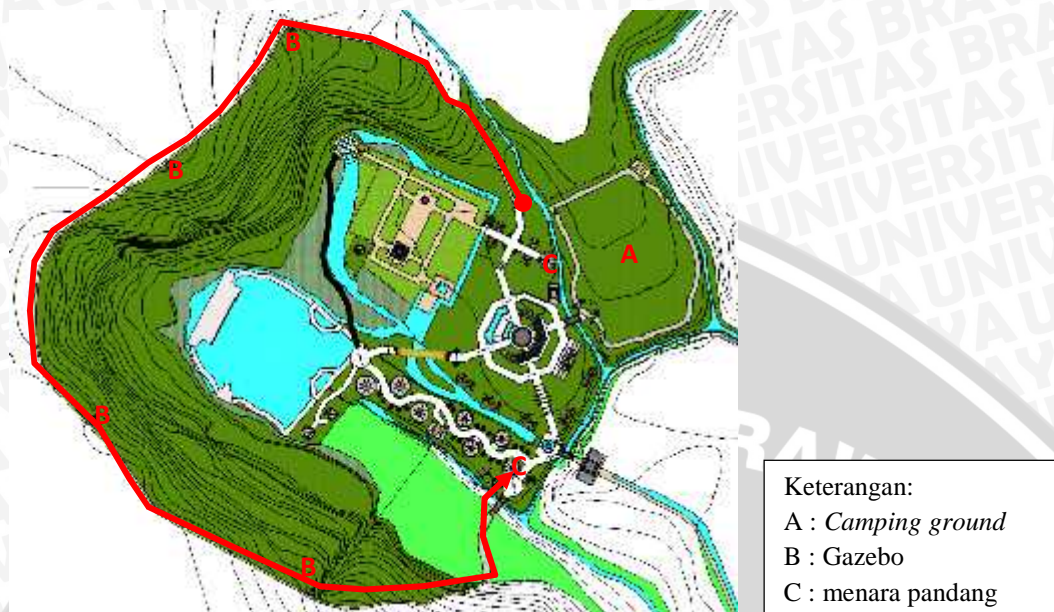 B
B
C
A
B
C
B
Keterangan:
A : Camping ground
B : Gazebo
C : menara pandang